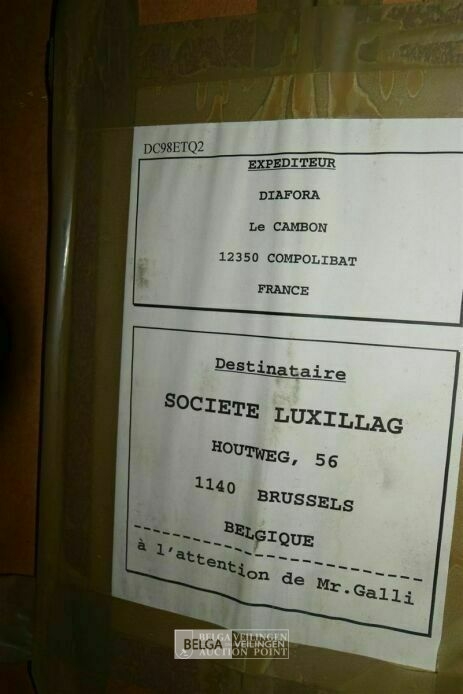 DC98ETQ2
EXPEDITEUR
DIAFORA
Le CAMBON
12350 COMPOLIBAT
FRANCE
Destinataire
SOCIETE LUXILLAG
HOUTWEG, 56
1140 BRUSSELS
BELGIQUE
à l'attention de Mr.Galli
BELGA VEILINGEN
AUCTION POINT